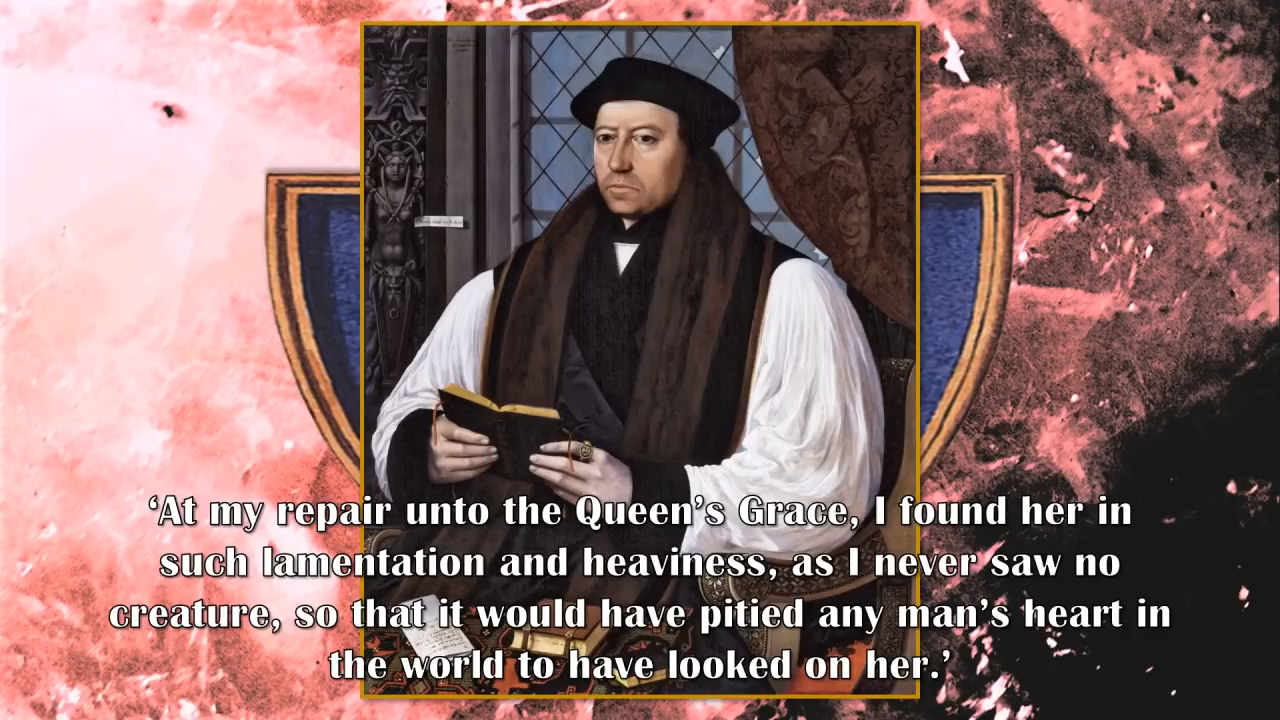 ‘At my repair unto the Queen’s Grace, I found her in
such lamentation and heaviness, as I never saw no
creature, so that it would have pitied any man’s heart in
the world to have looked on her.’